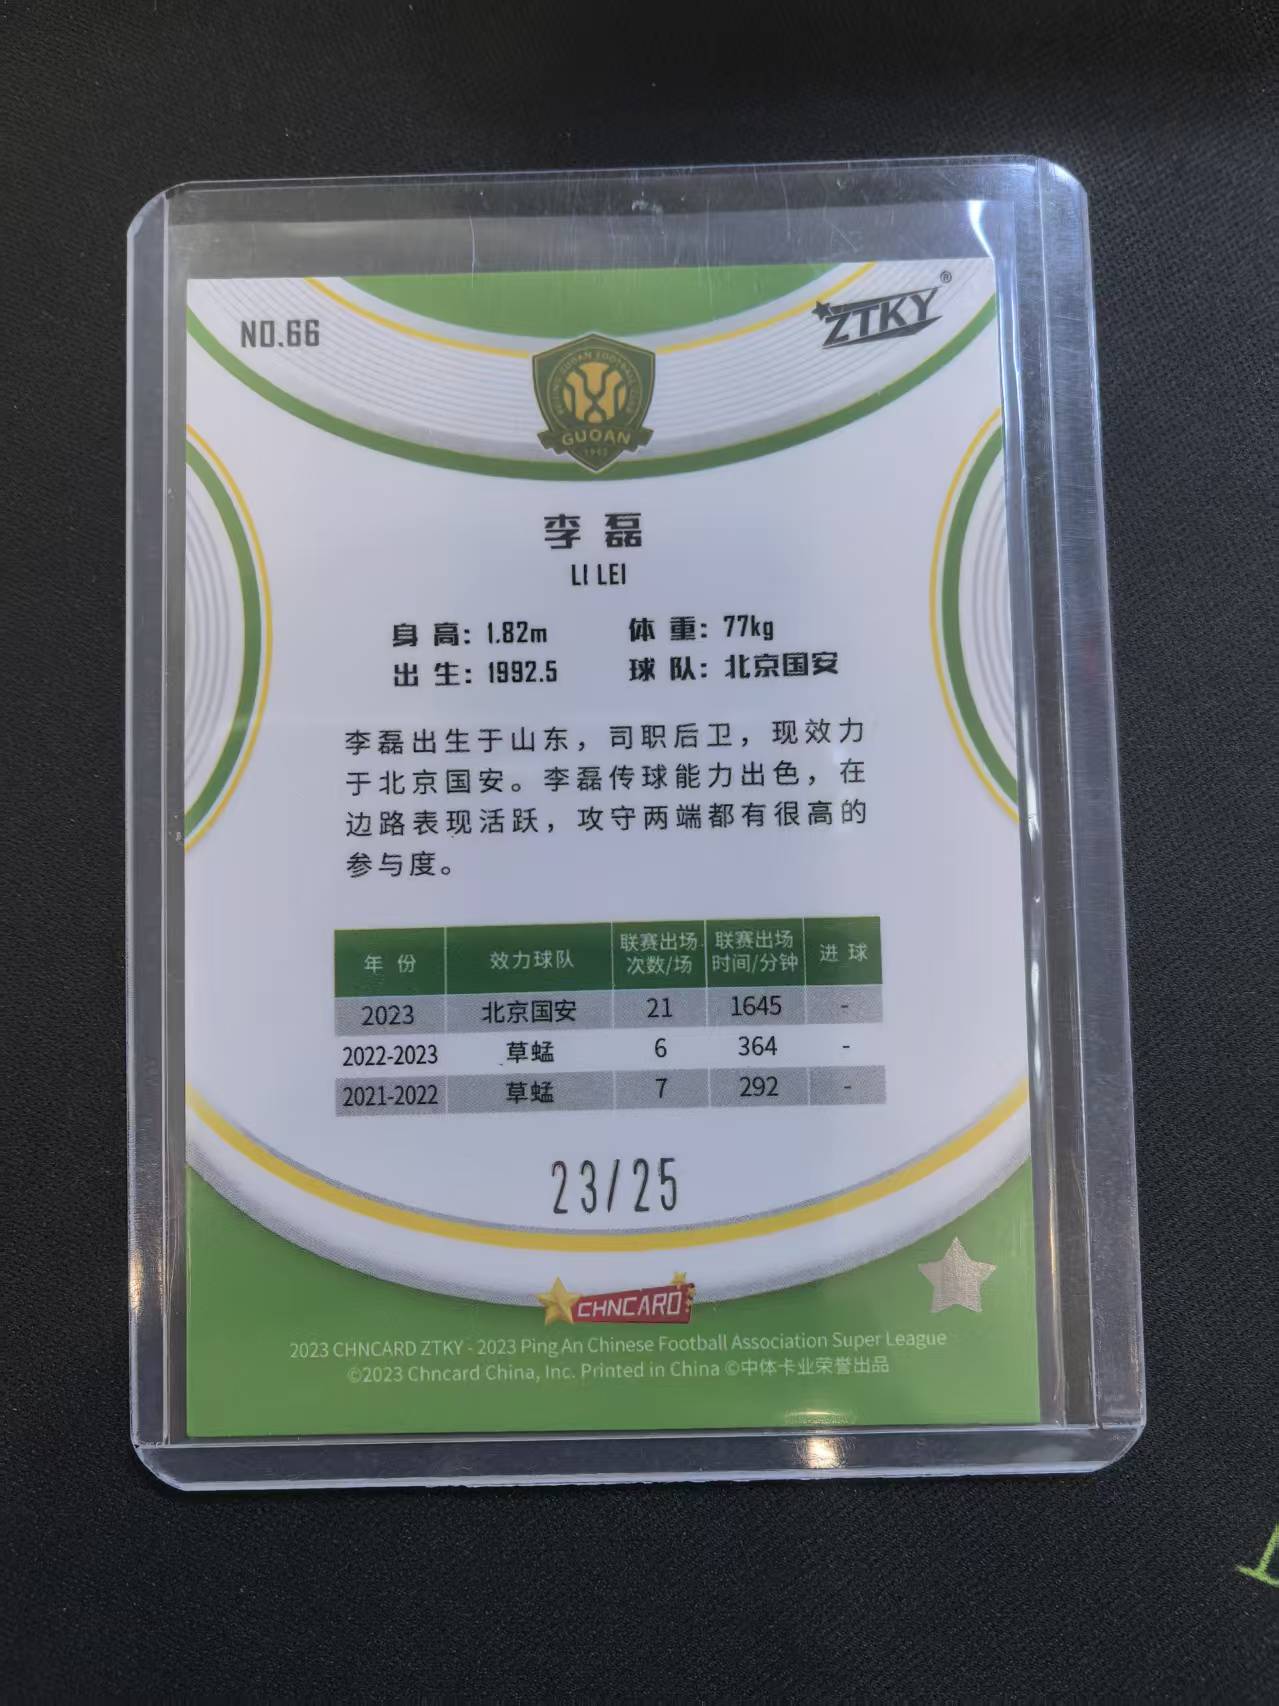 NO.66
ZTKY®
GUOAN
李磊
LI LEI
身高: 1.82m 体重: 77kg
出生: 1992.5 球队: 北京国安
李磊出生于山东，司职后卫，现效力
于北京国安。李磊传球能力出色，在
边路表现活跃，攻守两端都有很高的
参与度。
年份 效力球队 联赛出场次数/场 联赛出场时间/分钟 进球
2023 北京国安 21 1645 -
2022-2023 草蜢 6 364 -
2021-2022 草蜢 7 292 -
23/25
CHNCARD
2023 CHNCARD ZTKY - 2023 Ping An Chinese Football Association Super League
©2023 Chncard China, Inc. Printed in China ©中体卡业荣誉出品